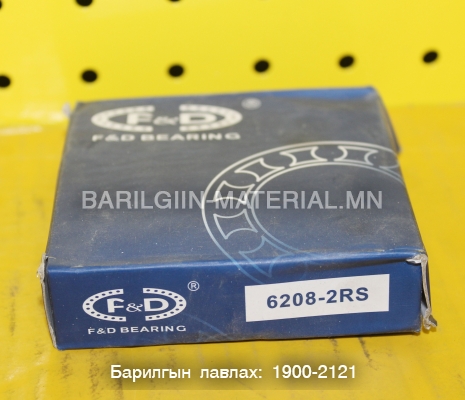 F&D
F&D BEARING
BARILGIIN-MATERIAL.MN
F&D ®
F&D BEARING
6208-2RS
Барилгын лавлах: 1900-2121